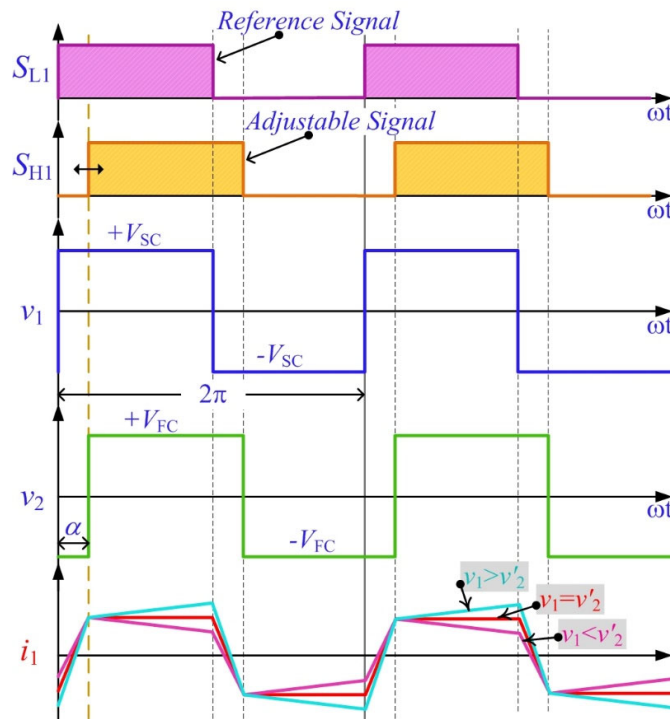 Reference Signal
S_L1
ωt
Adjustable Signal
S_H1
ωt
+V_SC
v_1
ωt
-V_SC
2π
+V_FC
v_2
ωt
α
-V_FC
v_1>v'_2
v_1=v'_2
i_1
v_1<v'_2